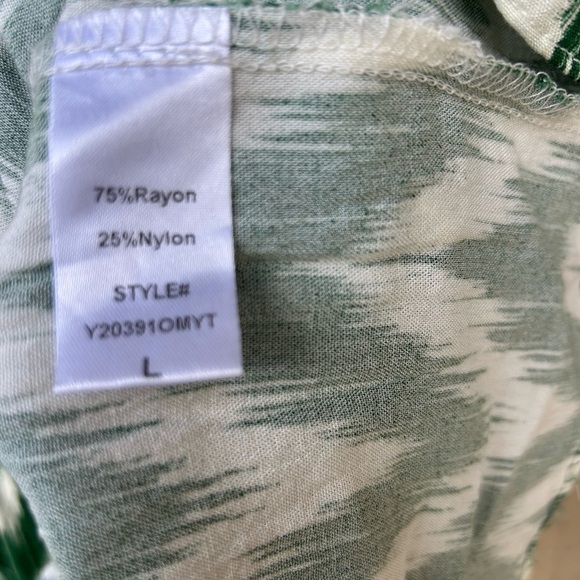 75%Rayon
25%Nylon
STYLE#
Y20391OMYT
L